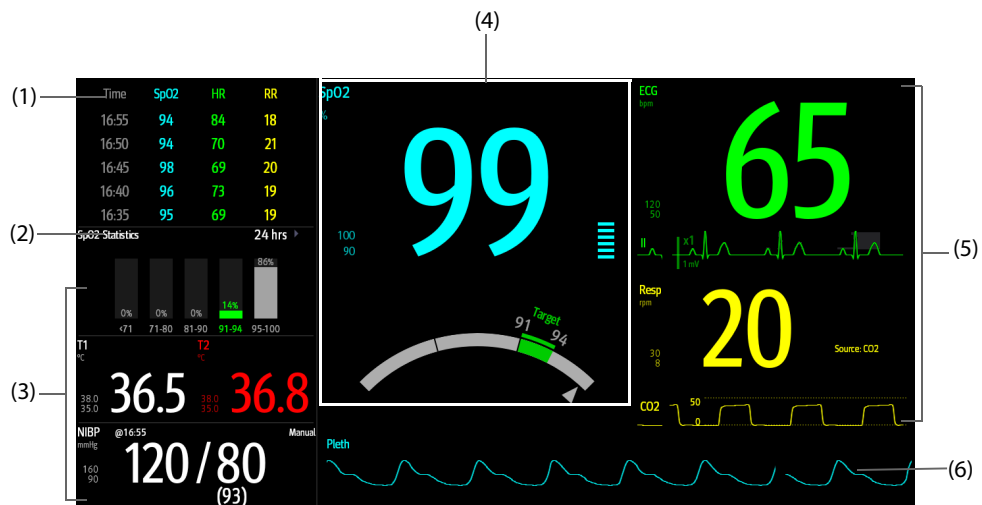 (4)
(1)
Time SpO2 HR RR
16:55 94 84 18
16:50 94 70 21
16:45 98 69 20
16:40 96 73 19
16:35 95 69 19
(2)
SpO2 Statistics 24 hrs
86%
14%
0% 0% 0%
<71 71-80 81-90 91-94 95-100
(3)
T1
°C
38.0
35.0
36.5
T2
°C
38.0
35.0
36.8
NIBP @16:55 Manual
mmHg
160
90
120/80
(93)
SpO2
%
99
100
90
Target
91 94
Pleth
ECG
bpm
65
120
50
II x1
1 mV
Resp
rpm
20
30
8
Source: CO2
CO2 50
0
(5)
(6)